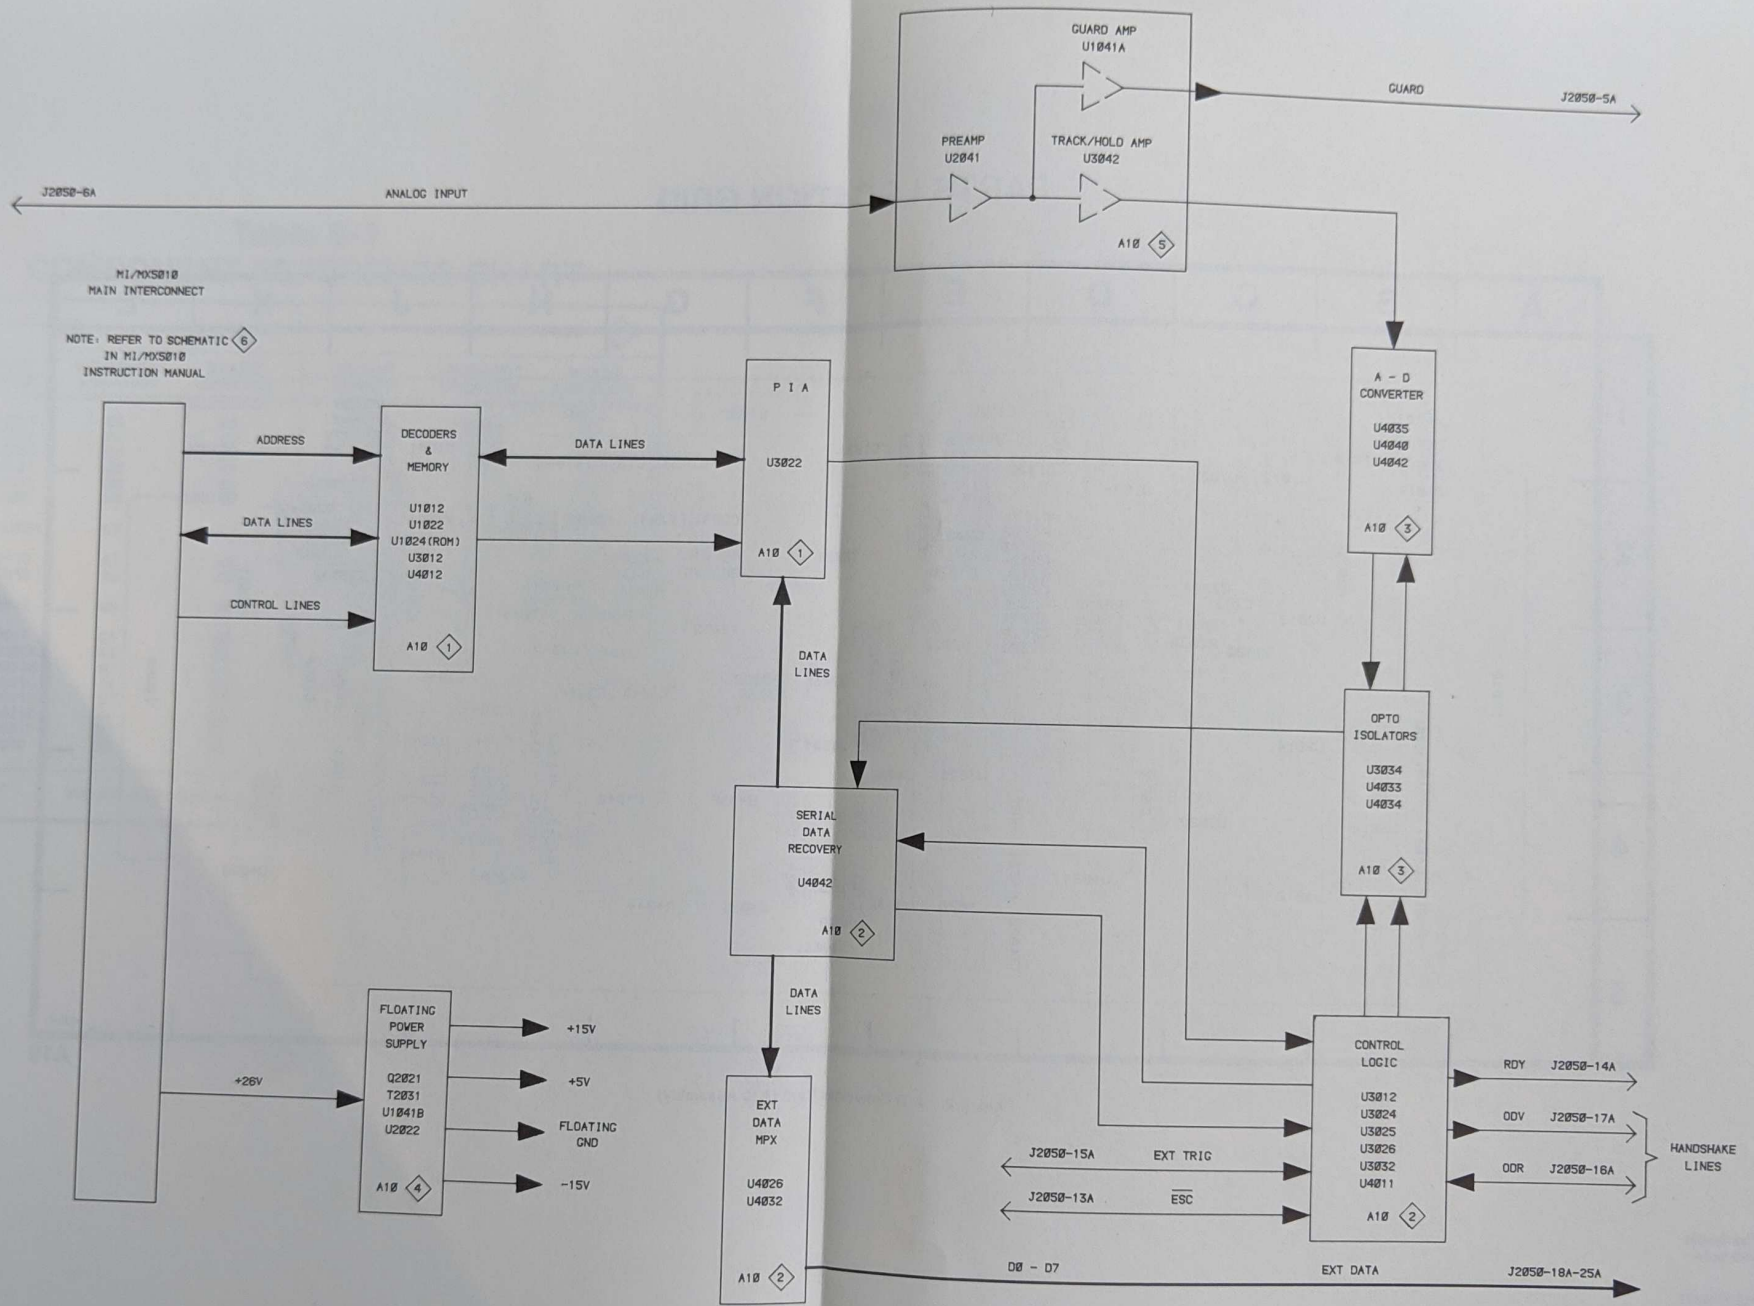 GUARD AMP
U1041A
GUARD
J2050-5A
PREAMP
U2041
TRACK/HOLD AMP
U3042
A10 5
J2050-6A
ANALOG INPUT
MI/MX5010
MAIN INTERCONNECT
NOTE: REFER TO SCHEMATIC 6
IN MI/MX5010
INSTRUCTION MANUAL
ADDRESS
DATA LINES
CONTROL LINES
DECODERS
&
MEMORY
U1012
U1022
U1024(ROM)
U3012
U4012
A10 1
DATA LINES
P I A
U3022
A10 1
A - D
CONVERTER
U4035
U4040
U4042
A10 3
DATA
LINES
OPTO
ISOLATORS
U3034
U4033
U4034
A10 3
SERIAL
DATA
RECOVERY
U4042
A10 2
DATA
LINES
+26V
FLOATING
POWER
SUPPLY
Q2021
T2031
U1041B
U2022
A10 4
+15V
+5V
FLOATING
GND
-15V
EXT
DATA
MPX
U4026
U4032
A10 2
CONTROL
LOGIC
U3012
U3024
U3025
U3026
U3032
U4011
A10 2
J2050-15A EXT TRIG
J2050-13A ESC
RDY J2050-14A
ODV J2050-17A
ODR J2050-16A
HANDSHAKE
LINES
D0 - D7 EXT DATA J2050-18A-25A